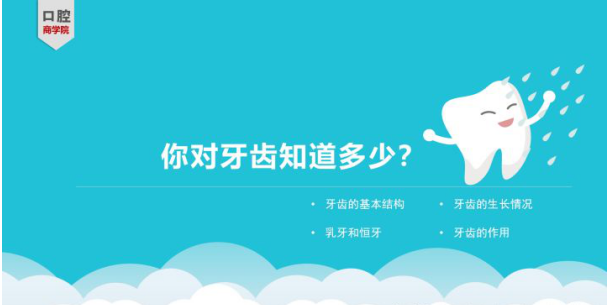 口腔
商学院
你对牙齿知道多少？
• 牙齿的基本结构
• 牙齿的生长情况
• 乳牙和恒牙
• 牙齿的作用